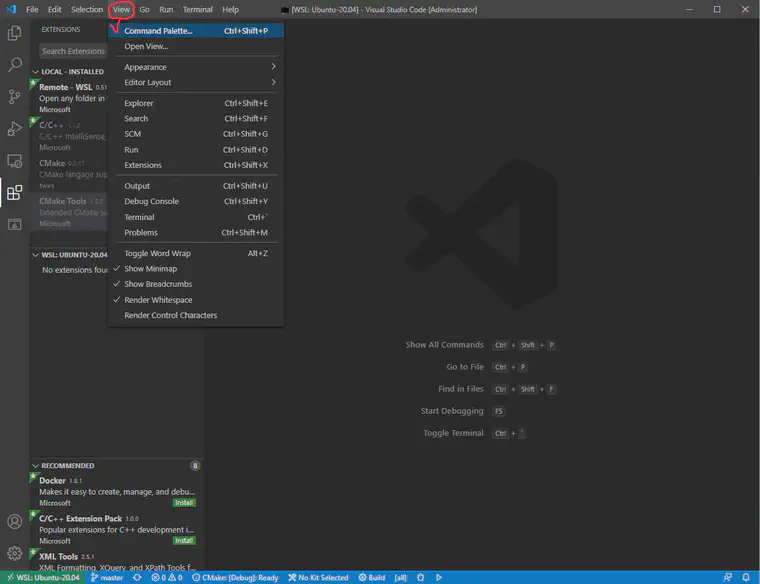 File Edit Selection View Go Run Terminal Help [WSL: Ubuntu-20.04] - Visual Studio Code [Administrator]
EXTENSIONS
Search Extensions
LOCAL - INSTALLED
Remote - WSL 0.51
Open any folder in
Microsoft
C/C++ 1.1.2
C/C++ IntelliSense,
Microsoft
CMake 0.0.17
CMake langage sup
twxs
CMake Tools
Extended CMake su
Microsoft
WSL: UBUNTU-20.04
No extensions foun
Command Palette... Ctrl+Shift+P
Open View...
Appearance
Editor Layout
Explorer Ctrl+Shift+E
Search Ctrl+Shift+F
SCM Ctrl+Shift+G
Run Ctrl+Shift+D
Extensions Ctrl+Shift+X
Output Ctrl+Shift+U
Debug Console Ctrl+Shift+Y
Terminal Ctrl+`
Problems Ctrl+Shift+M
Toggle Word Wrap Alt+Z
Show Minimap
Show Breadcrumbs
Render Whitespace
Render Control Characters
Show All Commands Ctrl + Shift + P
Go to File Ctrl + P
Find in Files Ctrl + Shift + F
Start Debugging F5
Toggle Terminal Ctrl + `
RECOMMENDED 8
Docker 1.8.1
Makes it easy to create, manage, and debu...
Microsoft Install
C/C++ Extension Pack 1.0.0
Popular extensions for C++ development i...
Microsoft Install
XML Tools 2.5.1
XML Formatting, XQuery, and XPath Tools f...
WSL: Ubuntu-20.04 master 0 0 CMake: [Debug]: Ready No Kit Selected Build [all]